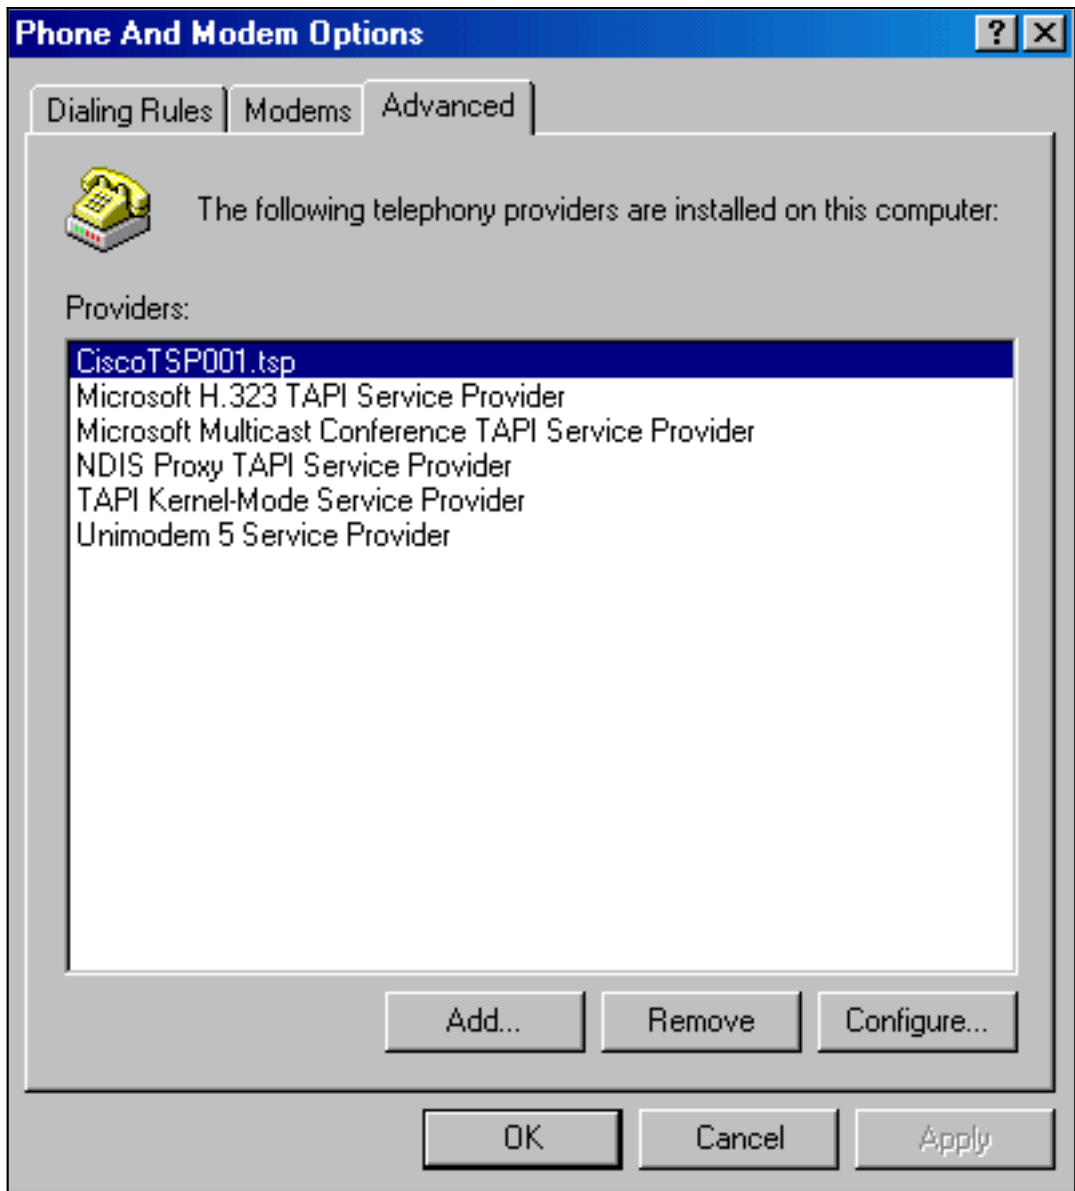 Phone And Modem Options
Dialing Rules Modems Advanced
The following telephony providers are installed on this computer:
Providers:
CiscoTSP001.tsp
Microsoft H.323 TAPI Service Provider
Microsoft Multicast Conference TAPI Service Provider
NDIS Proxy TAPI Service Provider
TAPI Kernel-Mode Service Provider
Unimodem 5 Service Provider
Add... Remove Configure...
OK Cancel Apply